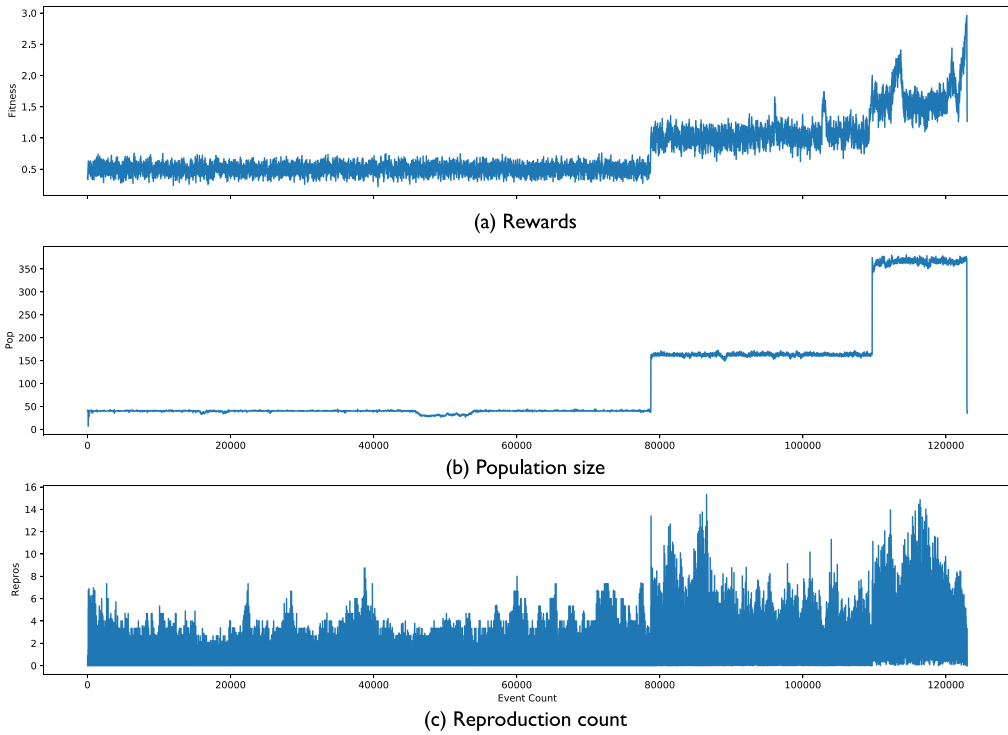 3.0
2.5
2.0
1.5
1.0
0.5
Fitness
(a) Rewards
350
300
250
200
150
100
50
0
Pop
0 20000 40000 60000 80000 100000 120000
(b) Population size
16
14
12
10
8
6
4
2
0
Repros
0 20000 40000 60000 80000 100000 120000
Event Count
(c) Reproduction count